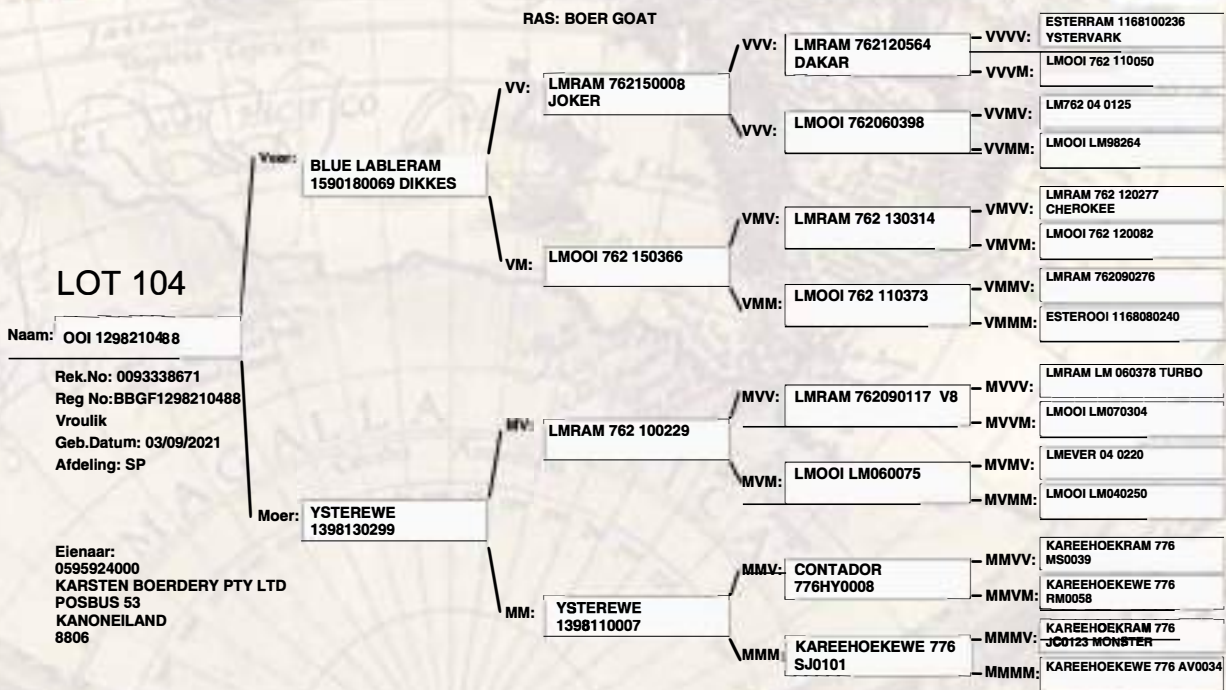 RAS: BOER GOAT
LOT 104
Naam: OOI 1298210488
Rek.No: 0093338671
Reg No:BBGF1298210488
Vroulik
Geb.Datum: 03/09/2021
Afdeling: SP
Eienaar:
0595924000
KARSTEN BOERDERY PTY LTD
POSBUS 53
KANONEILAND
8806
Vaar: BLUE LABLERAM
1590180069 DIKKES
Moer: YSTEREWE
1398130299
VV: LMRAM 762150008
JOKER
VM: LMOOI 762 150366
MV: LMRAM 762 100229
MM: YSTEREWE
1398110007
VVV: LMRAM 762120564
DAKAR
VVV: LMOOI 762060398
VMV: LMRAM 762 130314
VMM: LMOOI 762 110373
MVV: LMRAM 762090117 V8
MVM: LMOOI LM060075
MMV: CONTADOR
776HY0008
MMM KAREEHOEKEWE 776
SJ0101
VVVV: ESTERRAM 1168100236
YSTERVARK
VVVM: LMOOI 762 110050
VVMV: LM762 04 0125
VVMM: LMOOI LM98264
VMVV: LMRAM 762 120277
CHEROKEE
VMVM: LMOOI 762 120082
VMMV: LMRAM 762090276
VMMM: ESTEROOI 1168080240
MVVV: LMRAM LM 060378 TURBO
MVVM: LMOOI LM070304
MVMV: LMEVER 04 0220
MVMM: LMOOI LM040250
MMVV: KAREEHOEKRAM 776
MS0039
MMVM: KAREEHOEKEWE 776
RM0058
MMMV: KAREEHOEKRAM 776
JC0123 MONSTER
MMMM: KAREEHOEKEWE 776 AV0034